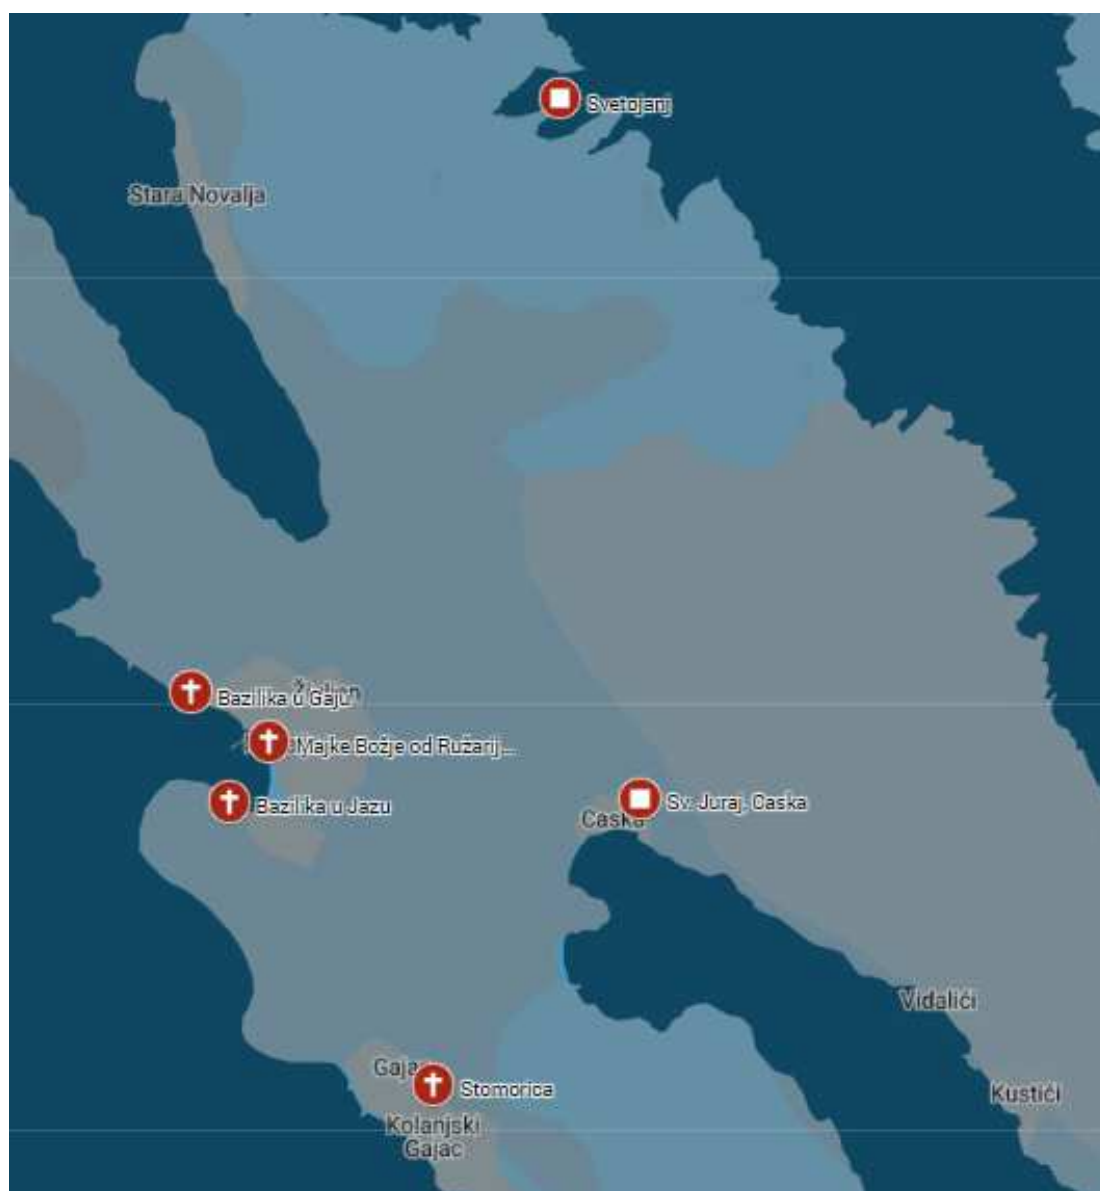 Svetojanj
Stara Novalja
Bazilika u Gaju
Majke Božje od Ružarij...
Bazilika u Jazu
Sv. Juraj, Caska
Caska
Vidalići
Gajac
Stomorica
Kustići
Kolanjski
Gajac